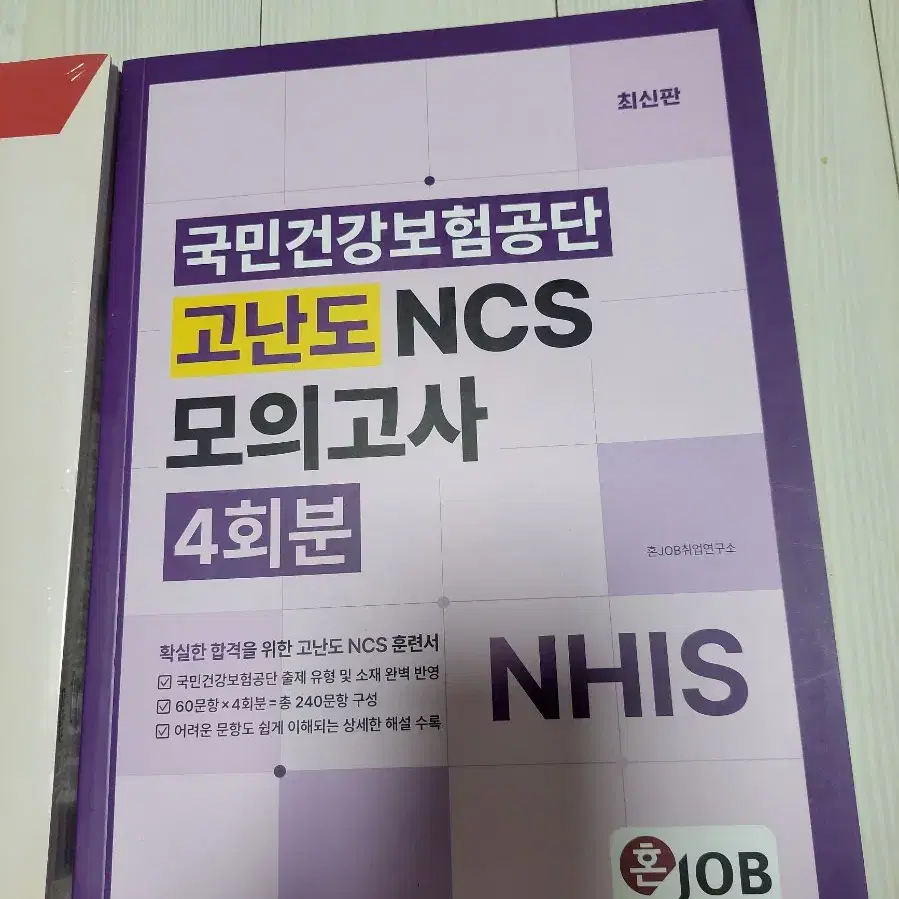 최신판
국민건강보험공단
고난도 NCS
모의고사
4회분
혼JOB취업연구소
확실한 합격을 위한 고난도 NCS 훈련서
국민건강보험공단 출제 유형 및 소재 완벽 반영
60문항×4회분=총 240문항 구성
어려운 문항도 쉽게 이해되는 상세한 해설 수록
NHIS
혼JOB